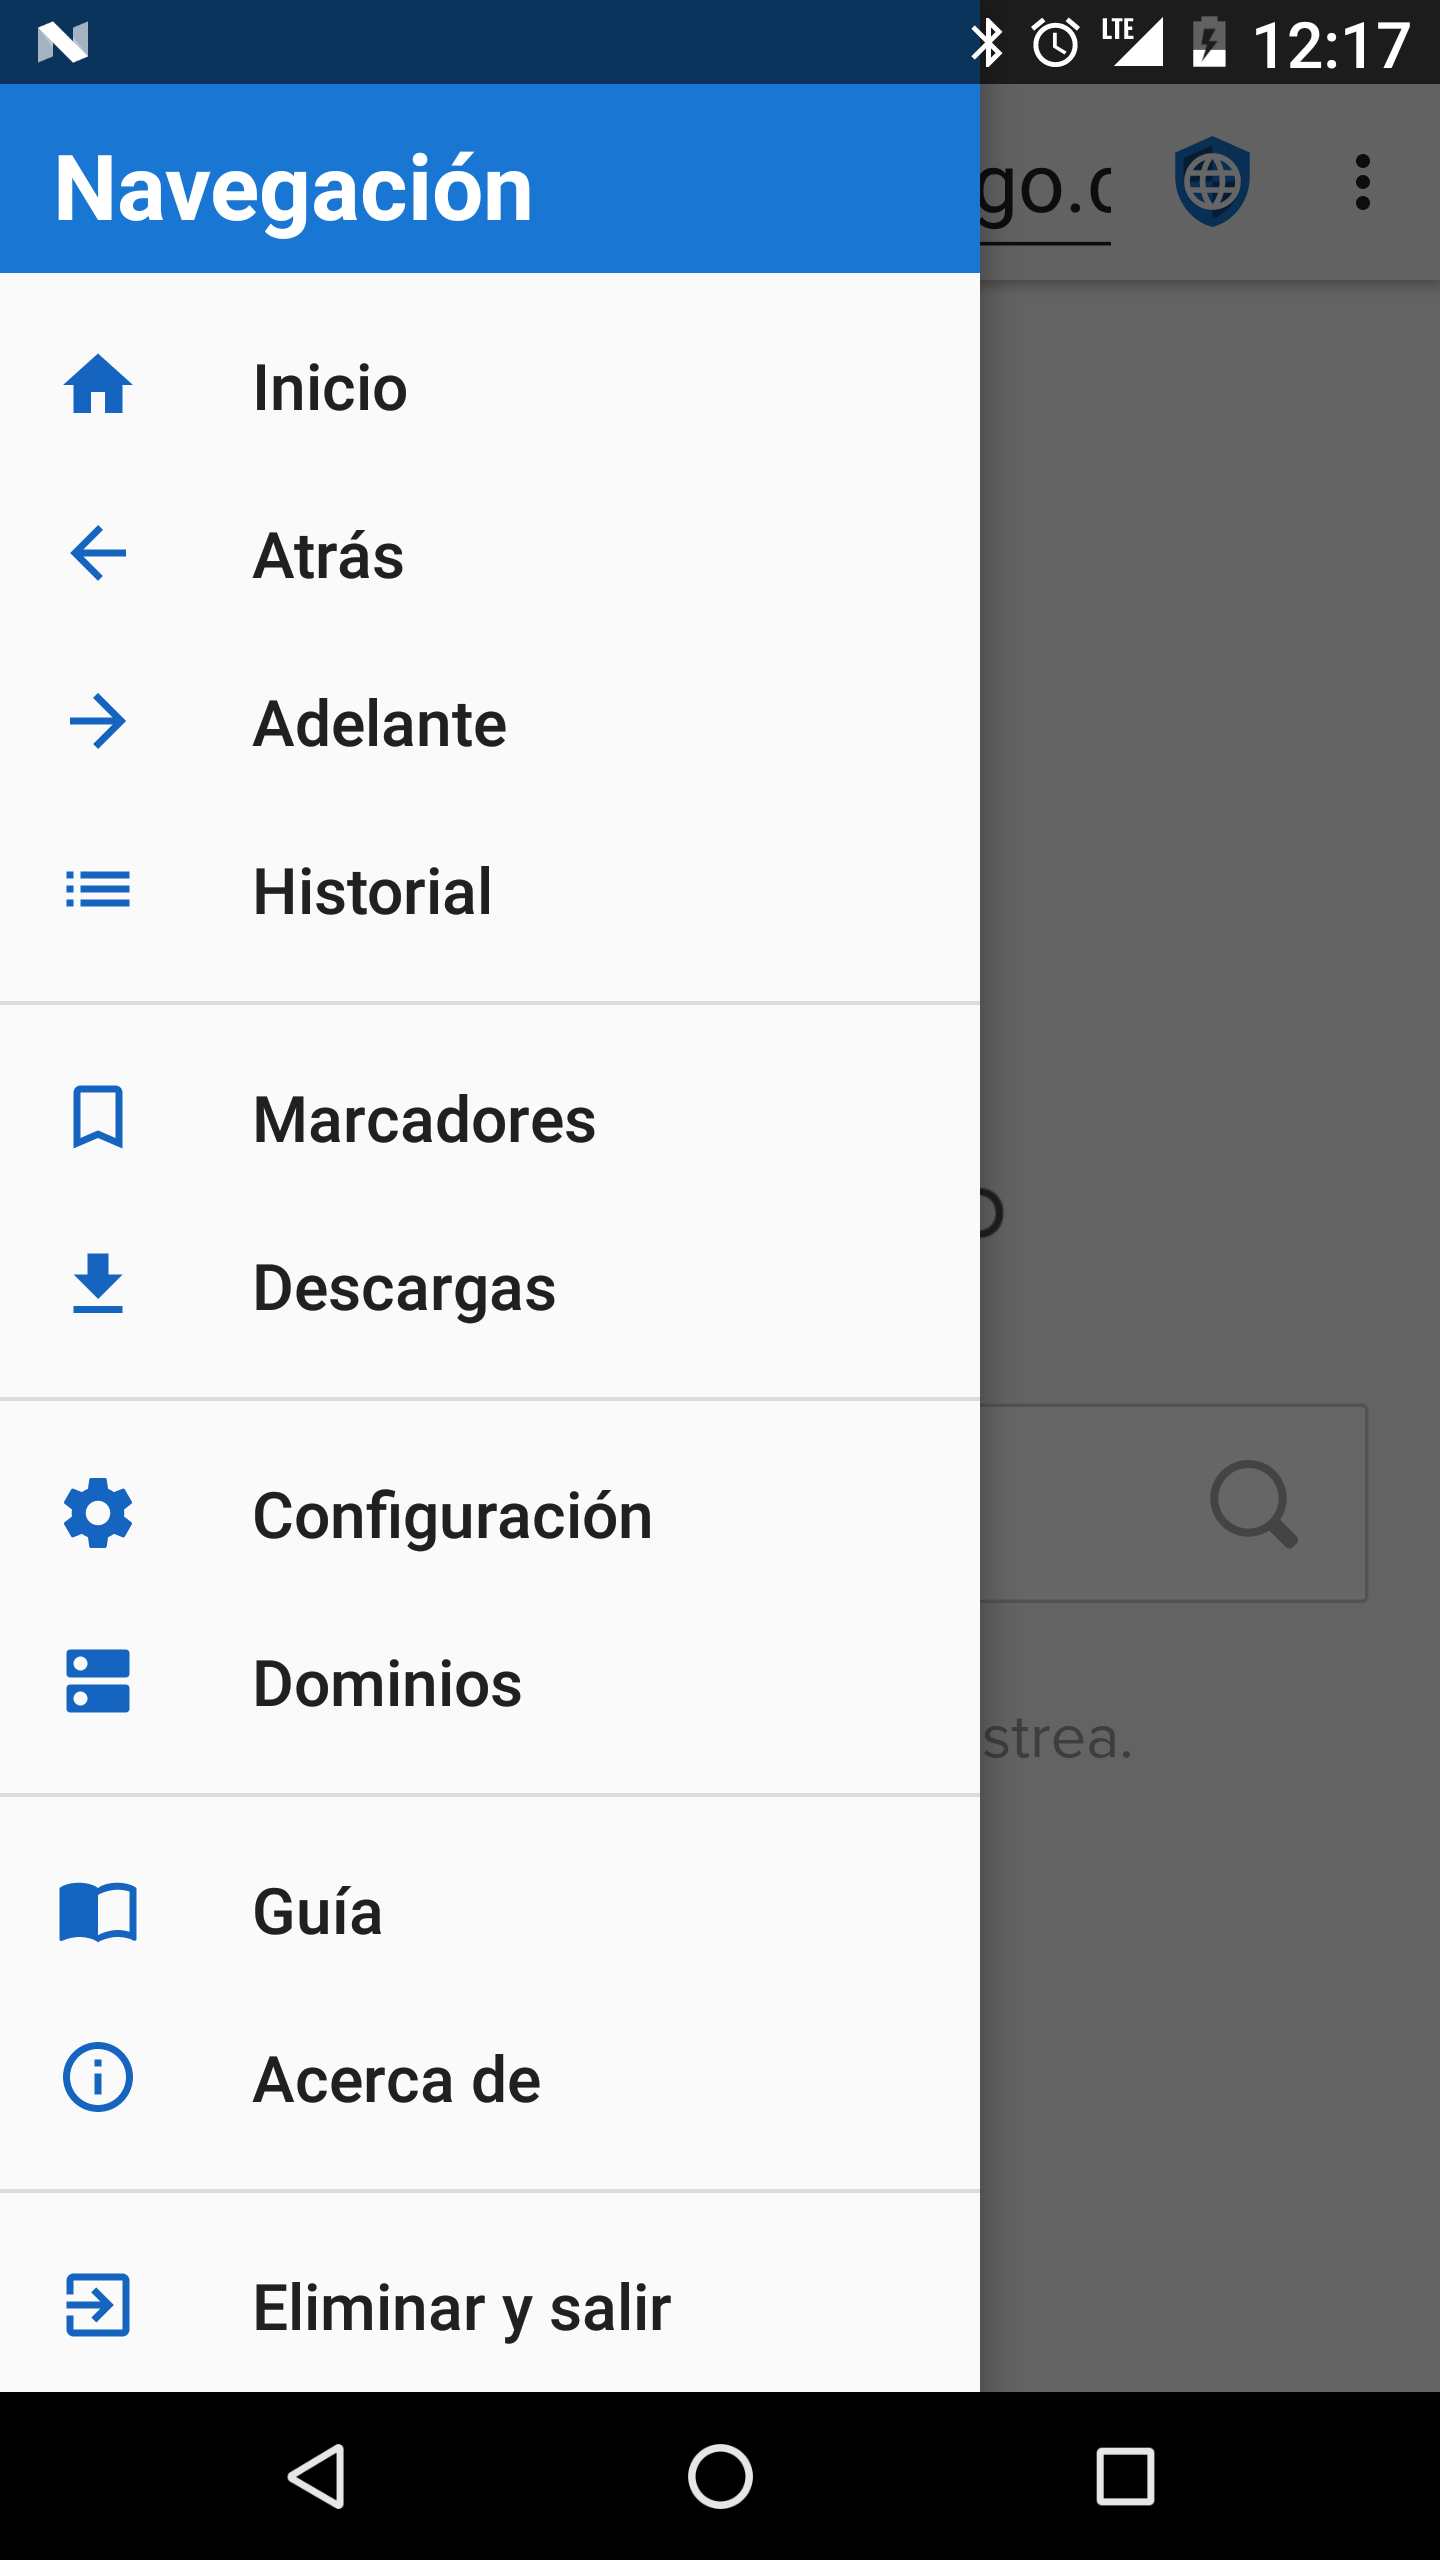 LTE 12:17
Navegación
go.c
Inicio
Atrás
Adelante
Historial
Marcadores
Descargas
Configuración
Dominios
strea.
Guía
Acerca de
Eliminar y salir